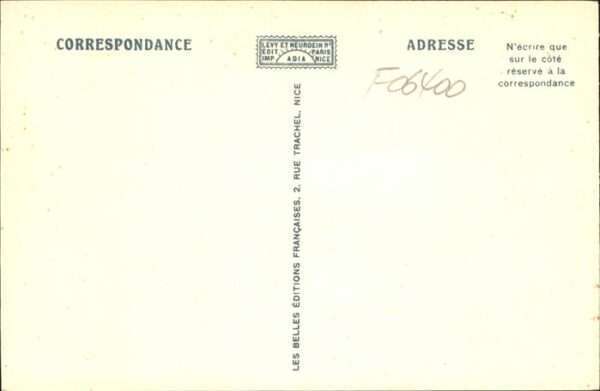 CORRESPONDANCE
LEVY ET NEURDEIN Rs
EDIT. PARIS
IMP. ADIA NICE
ADRESSE
N'écrire que
sur le côté
réservé à la
correspondance
F06400
LES BELLES ÉDITIONS FRANÇAISES, 2, RUE TRACHEL, NICE